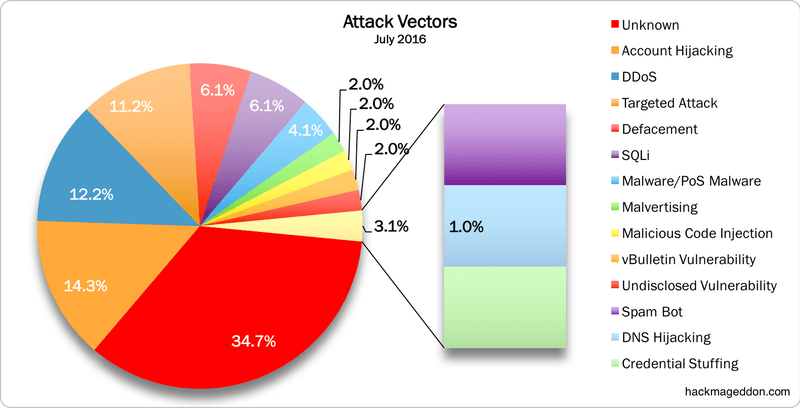 Attack Vectors
July 2016
6.1%
6.1%
11.2%
4.1%
2.0%
2.0%
2.0%
2.0%
12.2%
3.1%
1.0%
14.3%
34.7%
Unknown
Account Hijacking
DDoS
Targeted Attack
Defacement
SQLi
Malware/PoS Malware
Malvertising
Malicious Code Injection
vBulletin Vulnerability
Undisclosed Vulnerability
Spam Bot
DNS Hijacking
Credential Stuffing
hackmageddon.com